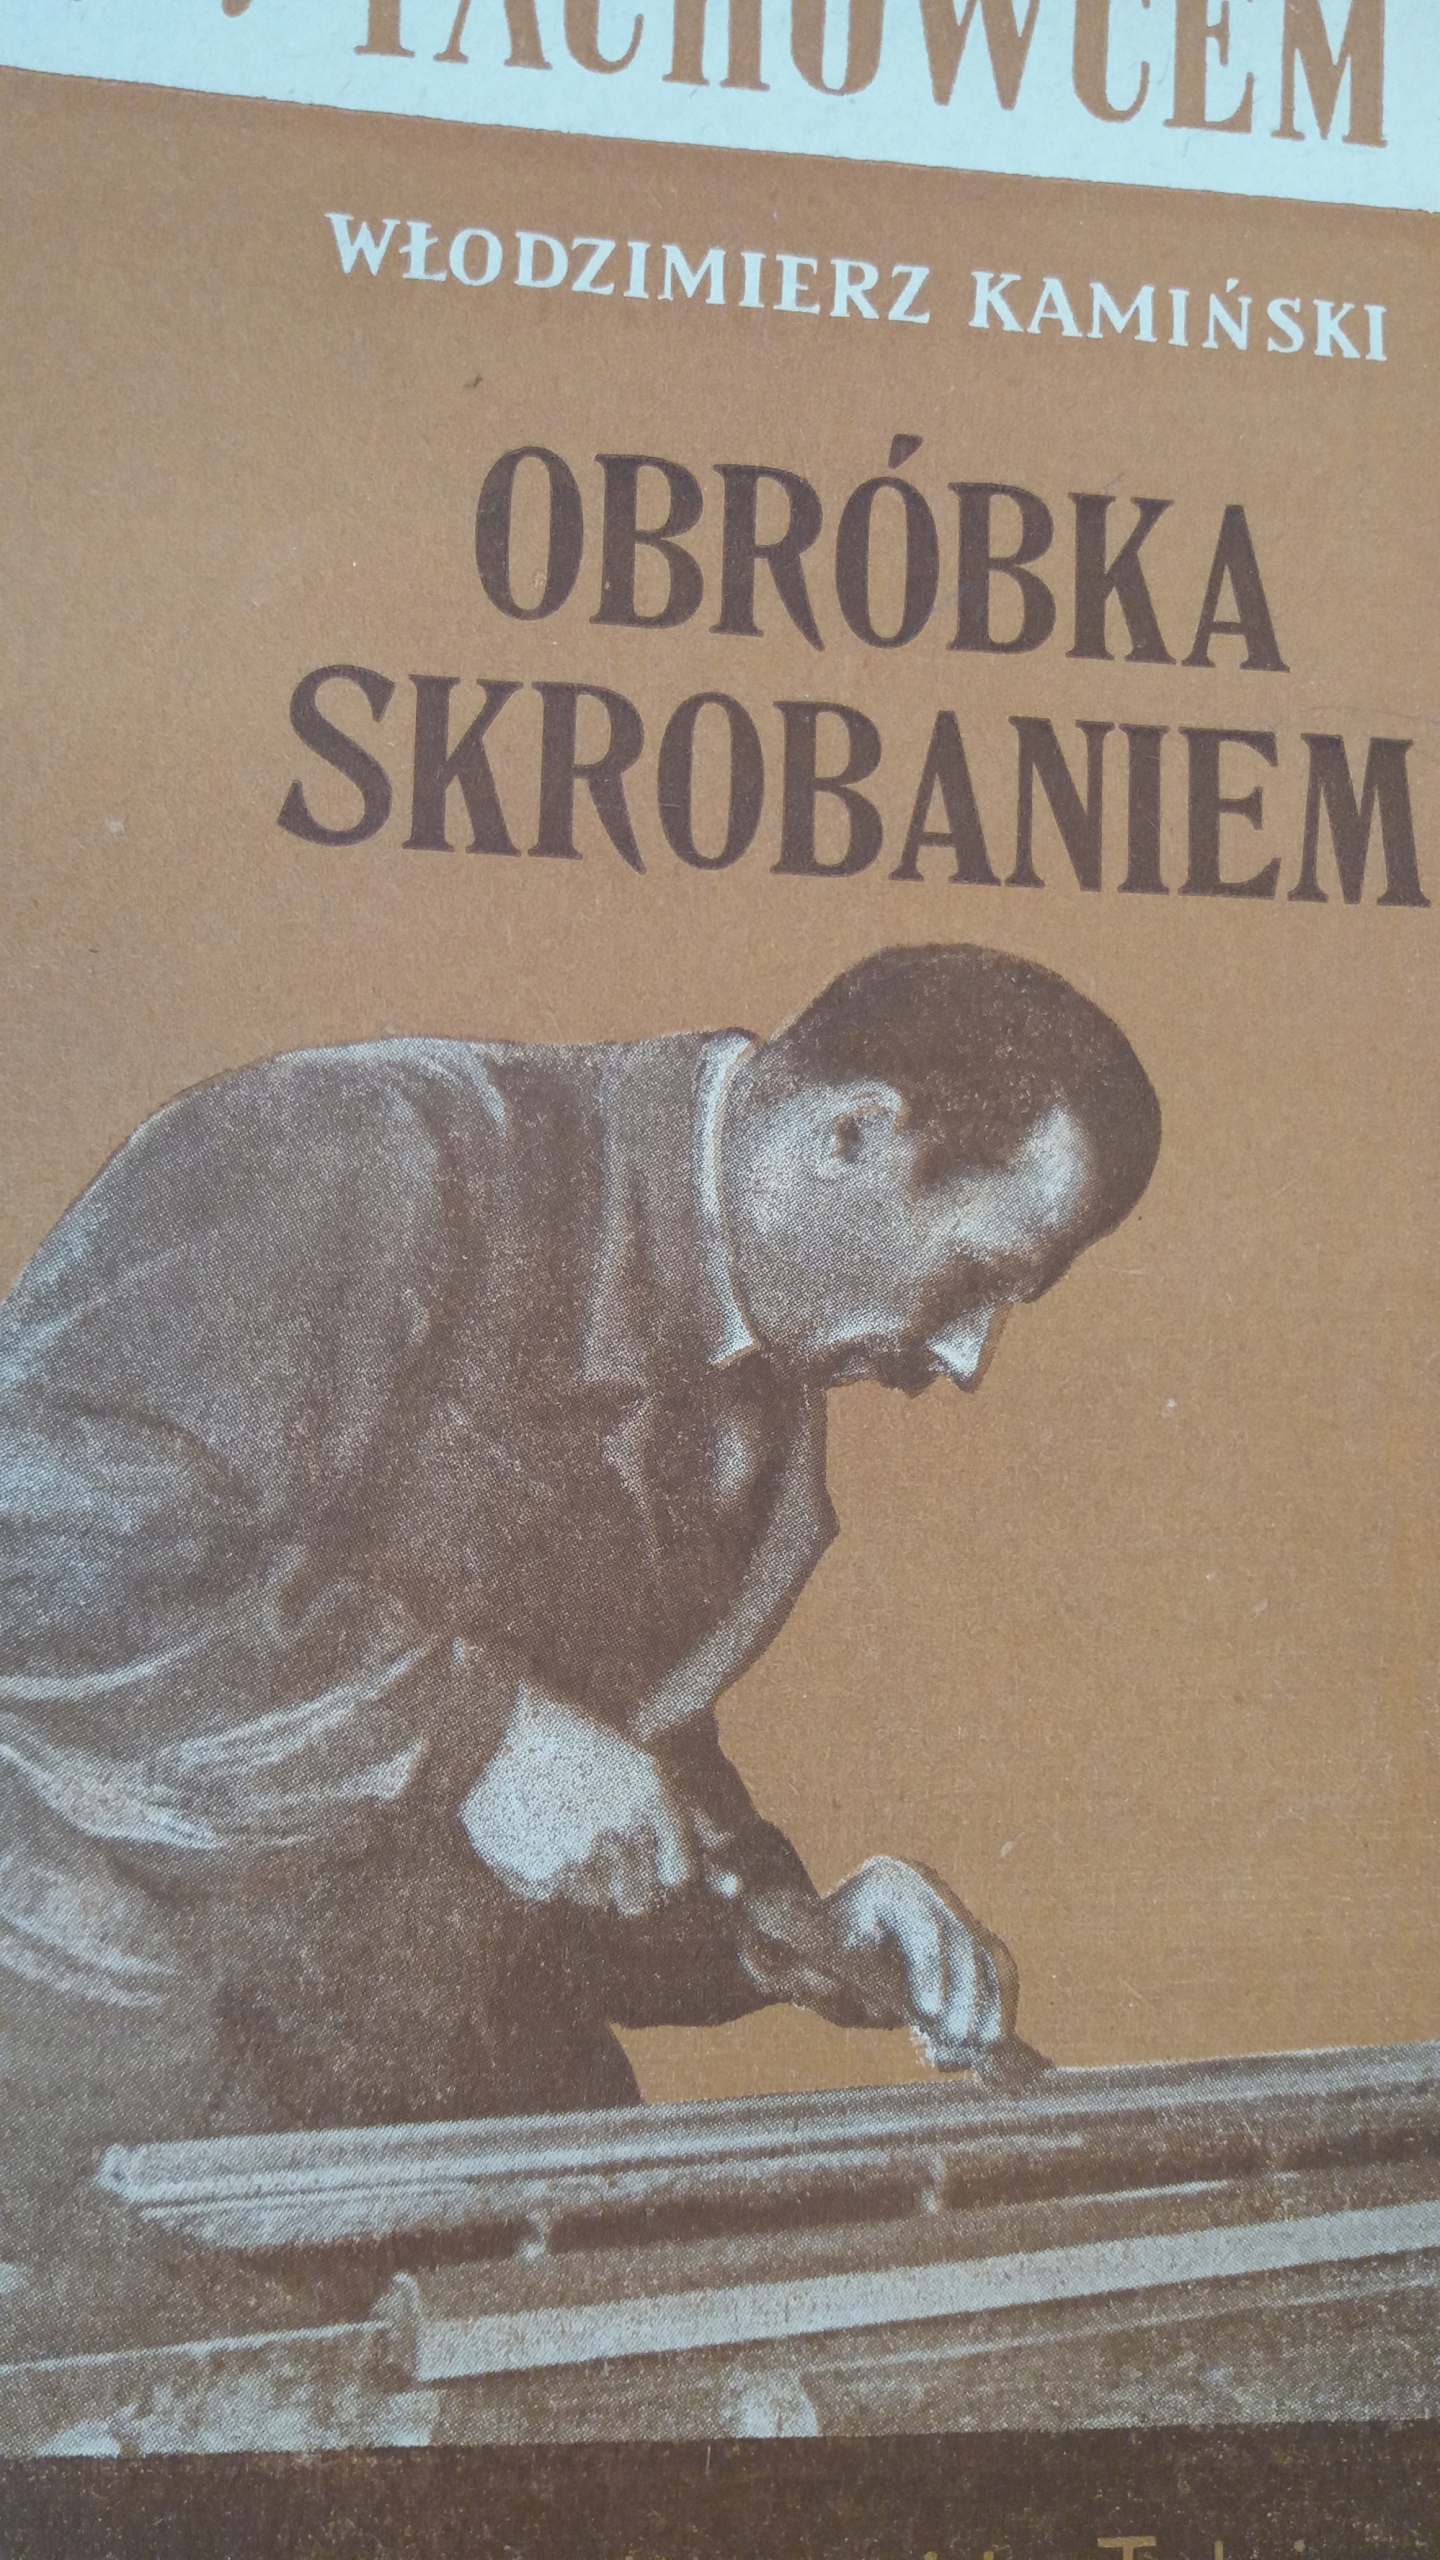 FACHOWCEM
WŁODZIMIERZ KAMIŃSKI
OBRÓBKA
SKROBANIEM